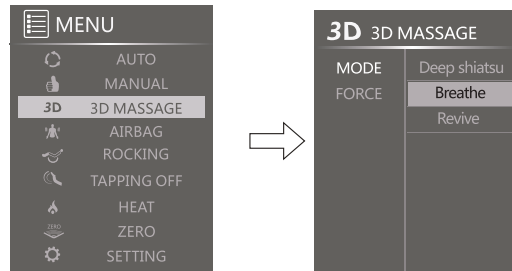 MENU
AUTO
MANUAL
3D 3D MASSAGE
AIRBAG
ROCKING
TAPPING OFF
HEAT
ZERO
SETTING
3D 3D MASSAGE
MODE Deep shiatsu
FORCE Breathe
Revive